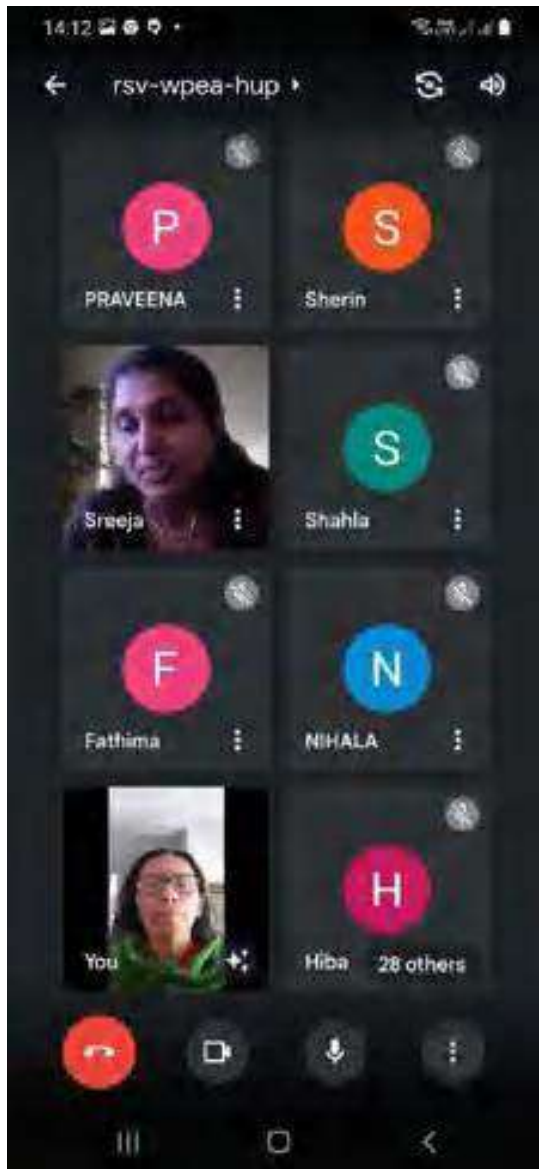 14:12
rsv-wpea-hup
P S
PRAVEENA Sherin
S
Sreeja Shahla
F N
Fathima NIHALA
H
You Hiba 28 others